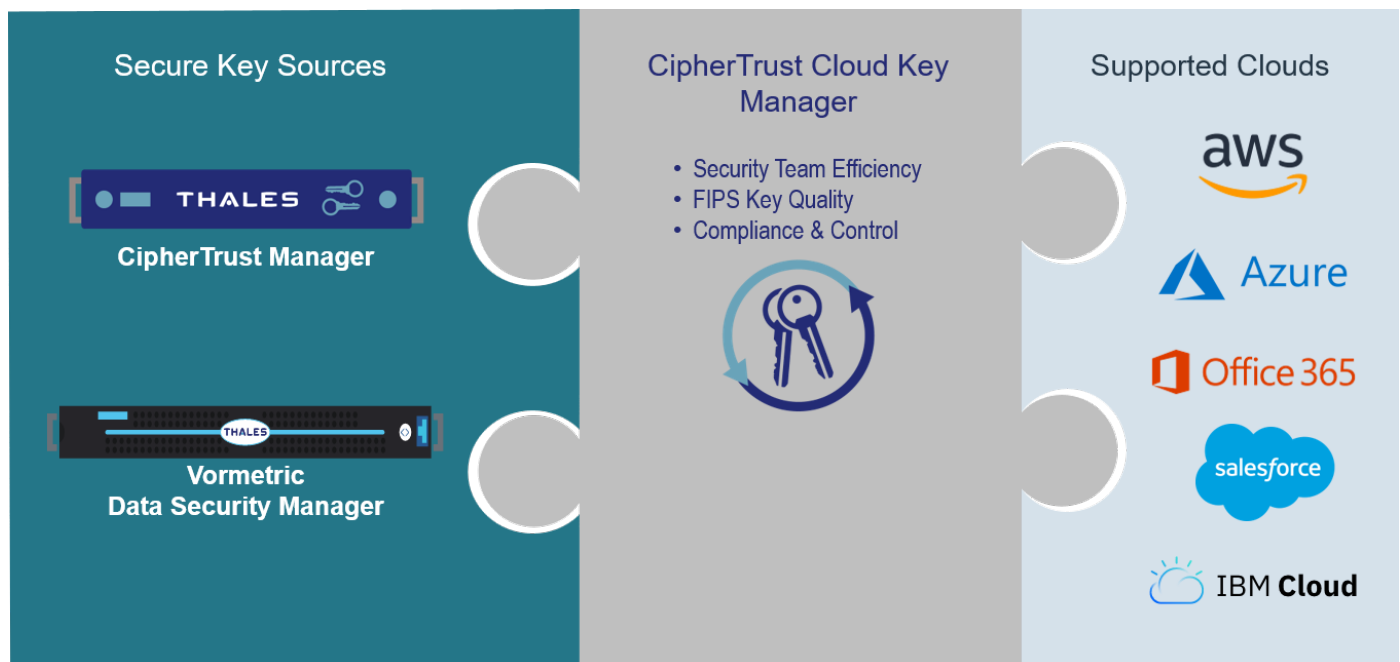 Secure Key Sources
THALES
CipherTrust Manager
THALES
Vormetric
Data Security Manager
CipherTrust Cloud Key
Manager
• Security Team Efficiency
• FIPS Key Quality
• Compliance & Control
Supported Clouds
aws
Azure
Office 365
salesforce
IBM Cloud